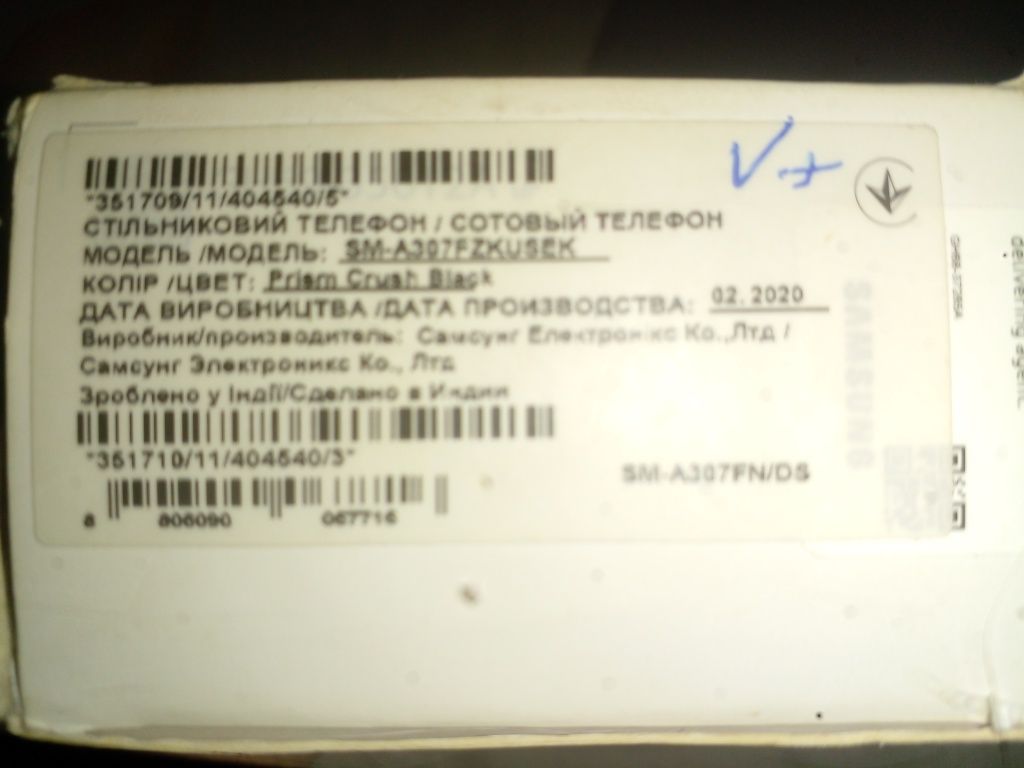 "351709/11/404540/5"
СТІЛЬНИКОВИЙ ТЕЛЕФОН / СОТОВЫЙ ТЕЛЕФОН
МОДЕЛЬ /МОДЕЛЬ: SM-A307FZKUSEK
КОЛІР /ЦВЕТ: Prism Crush Black
ДАТА ВИРОБНИЦТВА /ДАТА ПРОИЗВОДСТВА: 02. 2020
Виробник/производитель: Самсунг Електронікс Ко.,Лтд /
Самсунг Электроникс Ко., Лтд
Зроблено у Індії/Сделано в Индии
"351710/11/404540/3"
SM-A307FN/DS
8 806090 067716
SAMSUNG
delivering agent.